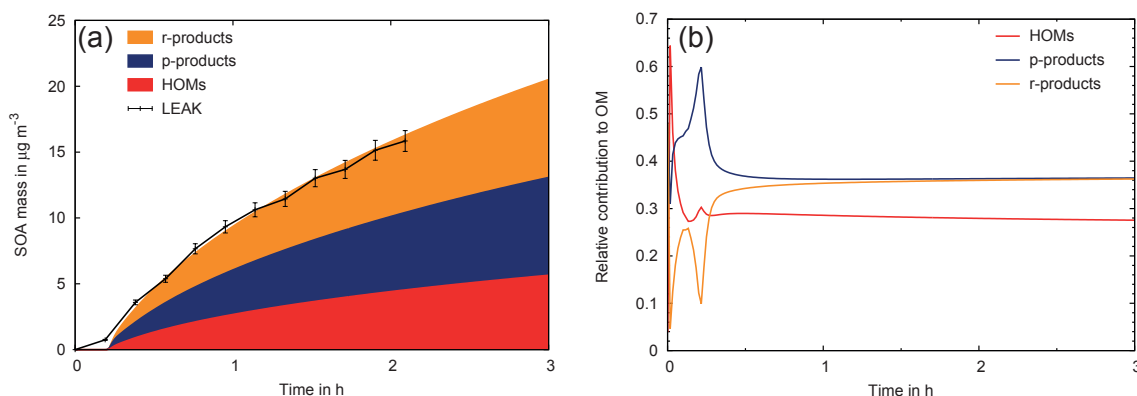 (a)
r-products
p-products
HOMs
LEAK
SOA mass in μg m⁻³
25
20
15
10
5
0
0 1 2 3
Time in h
(b)
HOMs
p-products
r-products
Relative contribution to OM
0.7
0.6
0.5
0.4
0.3
0.2
0.1
0
0 1 2 3
Time in h